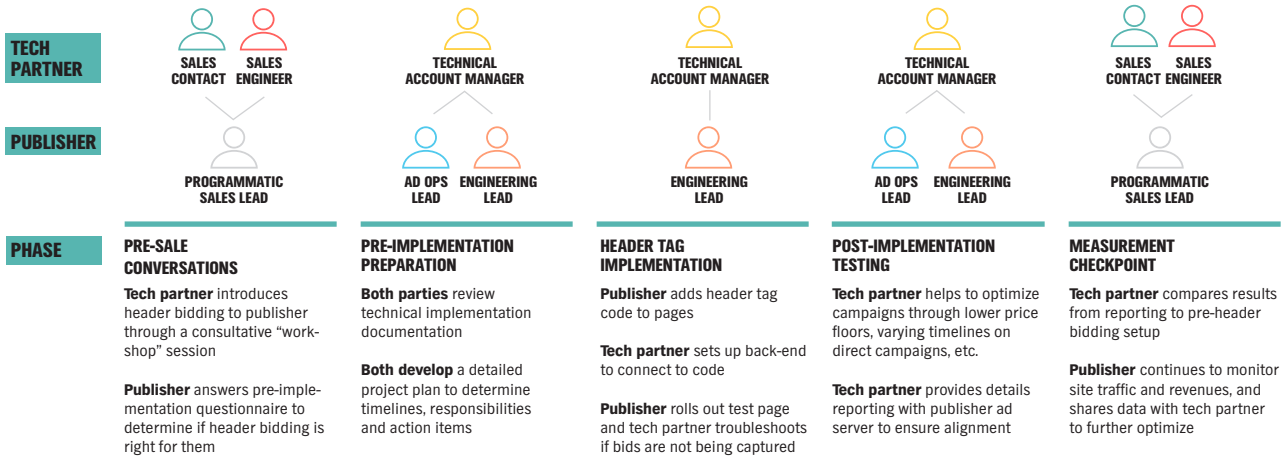 TECH
PARTNER
SALES
CONTACT
SALES
ENGINEER
TECHNICAL
ACCOUNT MANAGER
TECHNICAL
ACCOUNT MANAGER
TECHNICAL
ACCOUNT MANAGER
SALES
CONTACT
SALES
ENGINEER
PUBLISHER
PROGRAMMATIC
SALES LEAD
AD OPS
LEAD
ENGINEERING
LEAD
ENGINEERING
LEAD
AD OPS
LEAD
ENGINEERING
LEAD
PROGRAMMATIC
SALES LEAD
PHASE
PRE-SALE
CONVERSATIONS
Tech partner introduces
header bidding to publisher
through a consultative “work-
shop” session
Publisher answers pre-imple-
mentation questionnaire to
determine if header bidding is
right for them
PRE-IMPLEMENTATION
PREPARATION
Both parties review
technical implementation
documentation
Both develop a detailed
project plan to determine
timelines, responsibilities
and action items
HEADER TAG
IMPLEMENTATION
Publisher adds header tag
code to pages
Tech partner sets up back-end
to connect to code
Publisher rolls out test page
and tech partner troubleshoots
if bids are not being captured
POST-IMPLEMENTATION
TESTING
Tech partner helps to optimize
campaigns through lower price
floors, varying timelines on
direct campaigns, etc.
Tech partner provides details
reporting with publisher ad
server to ensure alignment
MEASUREMENT
CHECKPOINT
Tech partner compares results
from reporting to pre-header
bidding setup
Publisher continues to monitor
site traffic and revenues, and
shares data with tech partner
to further optimize